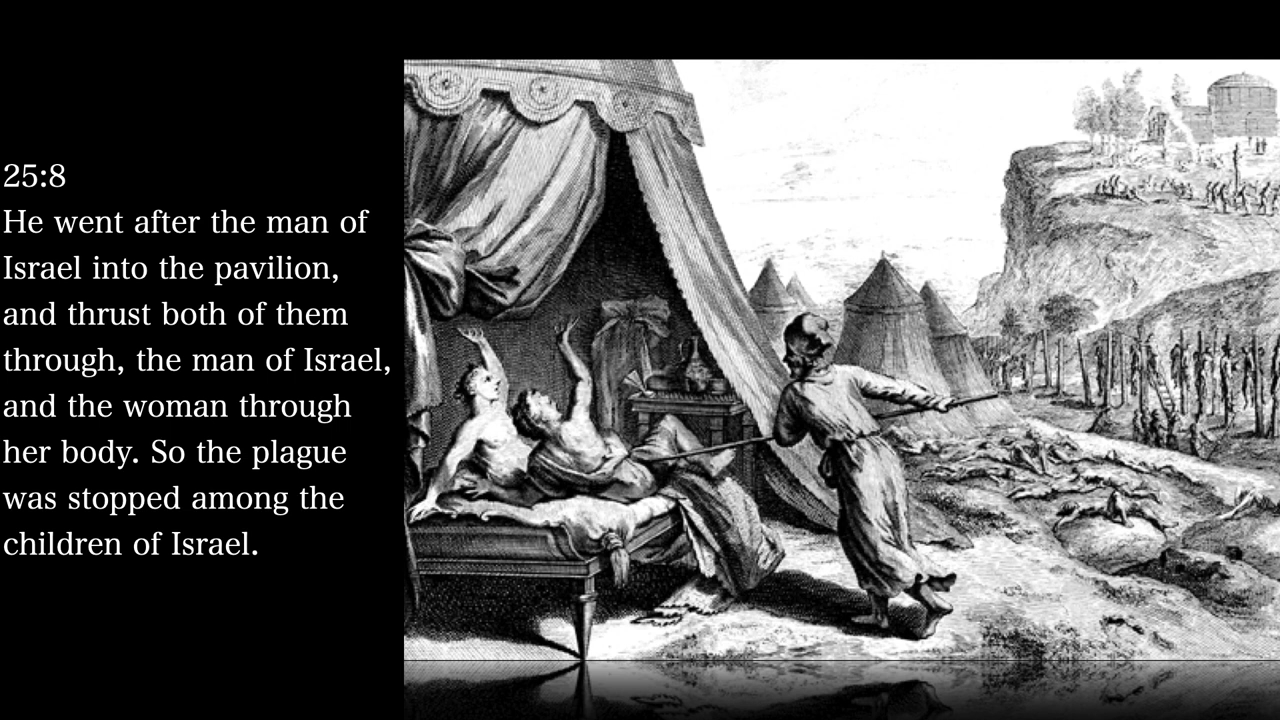 25:8
He went after the man of
Israel into the pavilion,
and thrust both of them
through, the man of Israel,
and the woman through
her body. So the plague
was stopped among the
children of Israel.